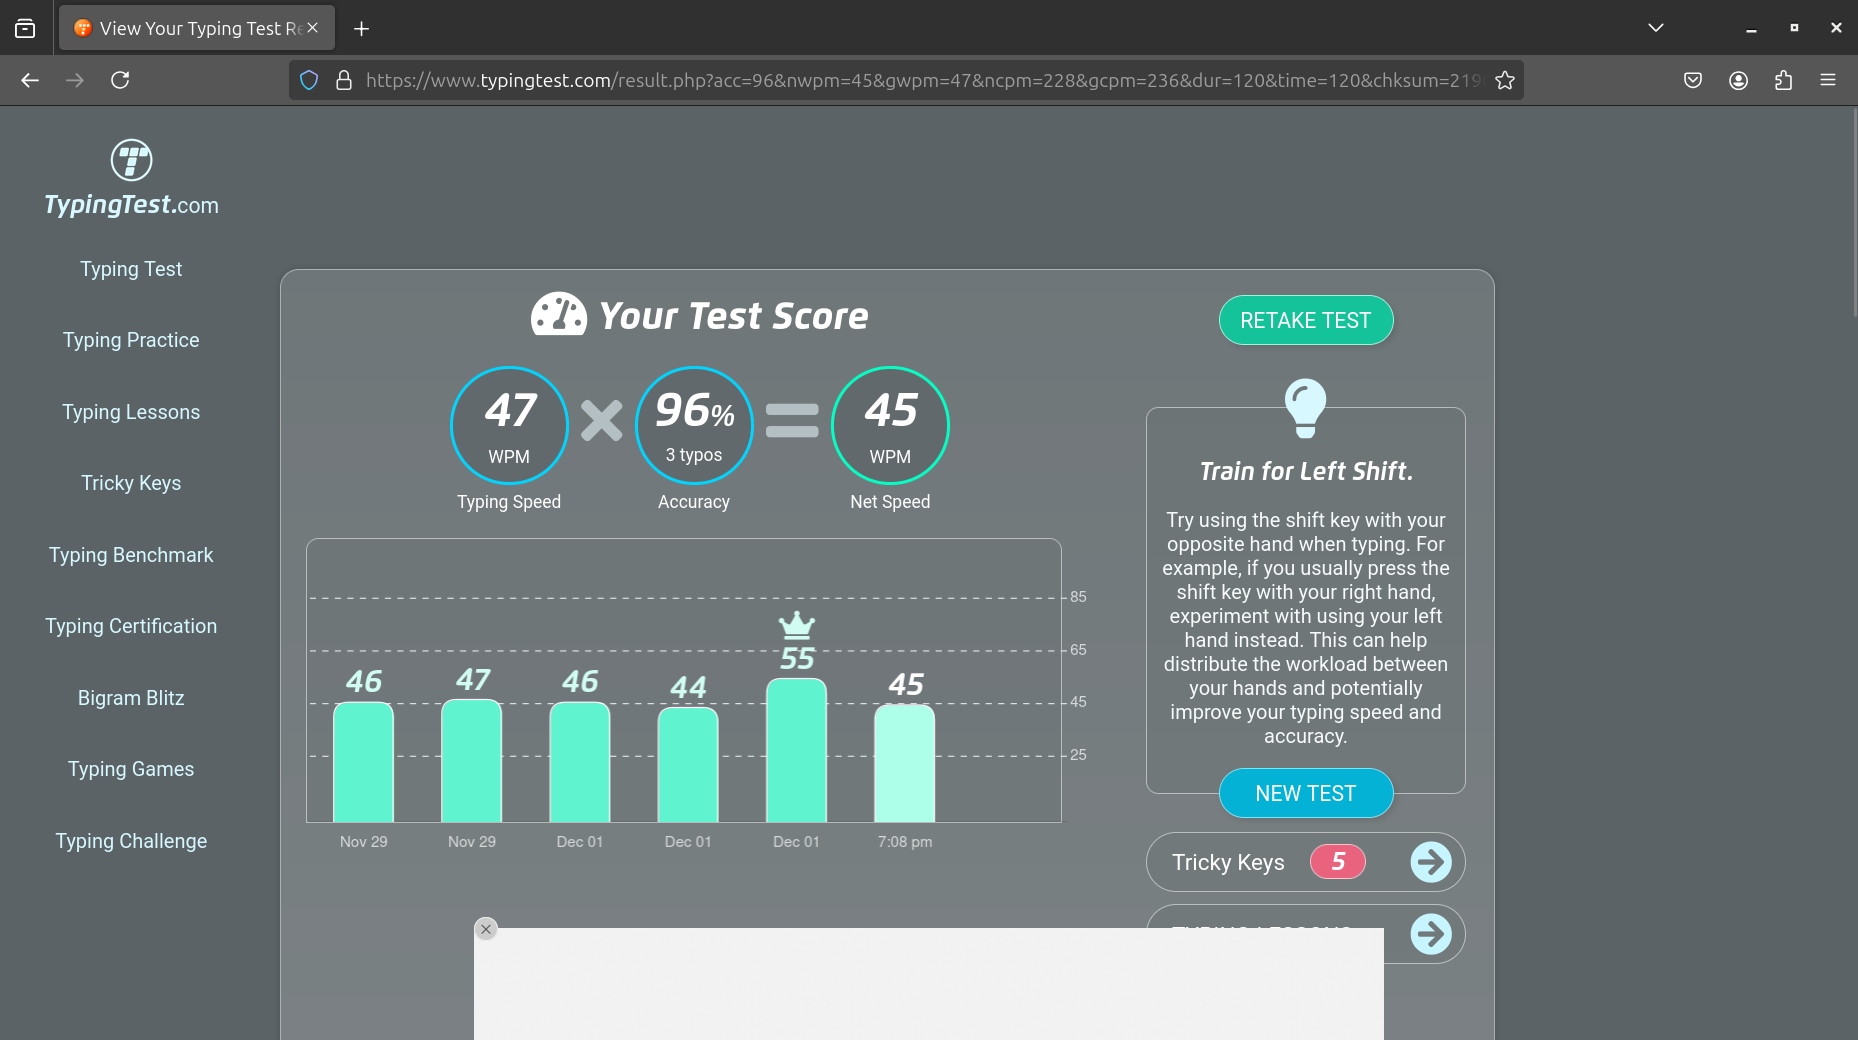 View Your Typing Test Re
https://www.typingtest.com/result.php?acc=96&nwpm=45&gwpm=47&ncpm=228&gcpm=236&dur=120&time=120&chksum=219
TypingTest.com
Typing Test
Typing Practice
Typing Lessons
Tricky Keys
Typing Benchmark
Typing Certification
Bigram Blitz
Typing Games
Typing Challenge
Your Test Score
47
WPM
Typing Speed
96%
3 typos
Accuracy
45
WPM
Net Speed
85
65
45
25
46
47
46
44
55
45
Nov 29
Nov 29
Dec 01
Dec 01
Dec 01
7:08 pm
RETAKE TEST
Train for Left Shift.
Try using the shift key with your
opposite hand when typing. For
example, if you usually press the
shift key with your right hand,
experiment with using your left
hand instead. This can help
distribute the workload between
your hands and potentially
improve your typing speed and
accuracy.
NEW TEST
Tricky Keys 5